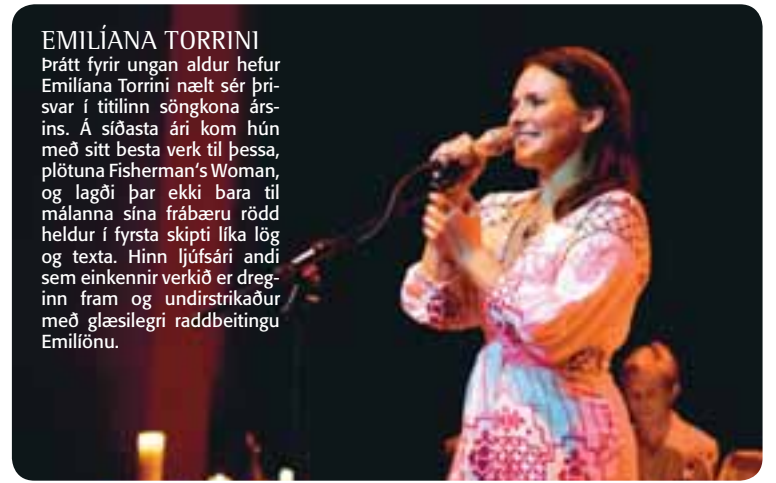 EMILÍANA TORRINI
Þrátt fyrir ungan aldur hefur
Emilíana Torrini nælt sér þri-
svar í titilinn söngkona árs-
ins. Á síðasta ári kom hún
með sitt besta verk til þessa,
plötuna Fisherman's Woman,
og lagði þar ekki bara til
málanna sína frábæru rödd
heldur í fyrsta skipti líka lög
og texta. Hinn ljúfsári andi
sem einkennir verkið er dreg-
inn fram og undirstrikaður
með glæsilegri raddbeitingu
Emilíönu.